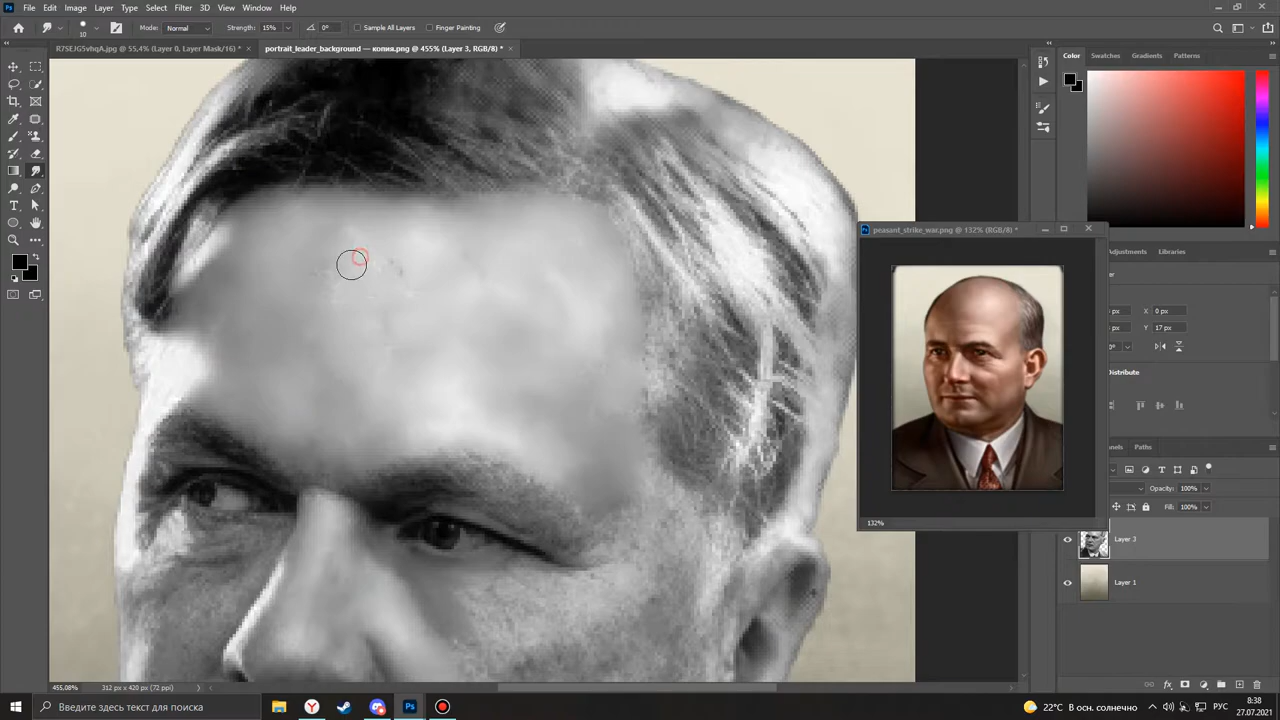 File Edit Image Layer Type Select Filter 3D View Window Help
10 Mode: Normal Strength: 15% 0° Sample All Layers Finger Painting
R7SEJG5vhqA.jpg @ 55,4% (Layer 0, Layer Mask/16) * ×
portrait_leader_background — копия.png @ 455% (Layer 3, RGB/8) * ×
Color Swatches Gradients Patterns
peasant_strike_war.png @ 132% (RGB/8) *
132%
Libraries
px X 0 px
px Y 17 px
Distribute
Paths
Opacity: 100%
Fill: 100%
Layer 3
Layer 1
455,08% 312 px x 420 px (72 ppi)
Введите здесь текст для поиска
22°C В осн. солнечно РУС 8:38
27.07.2021